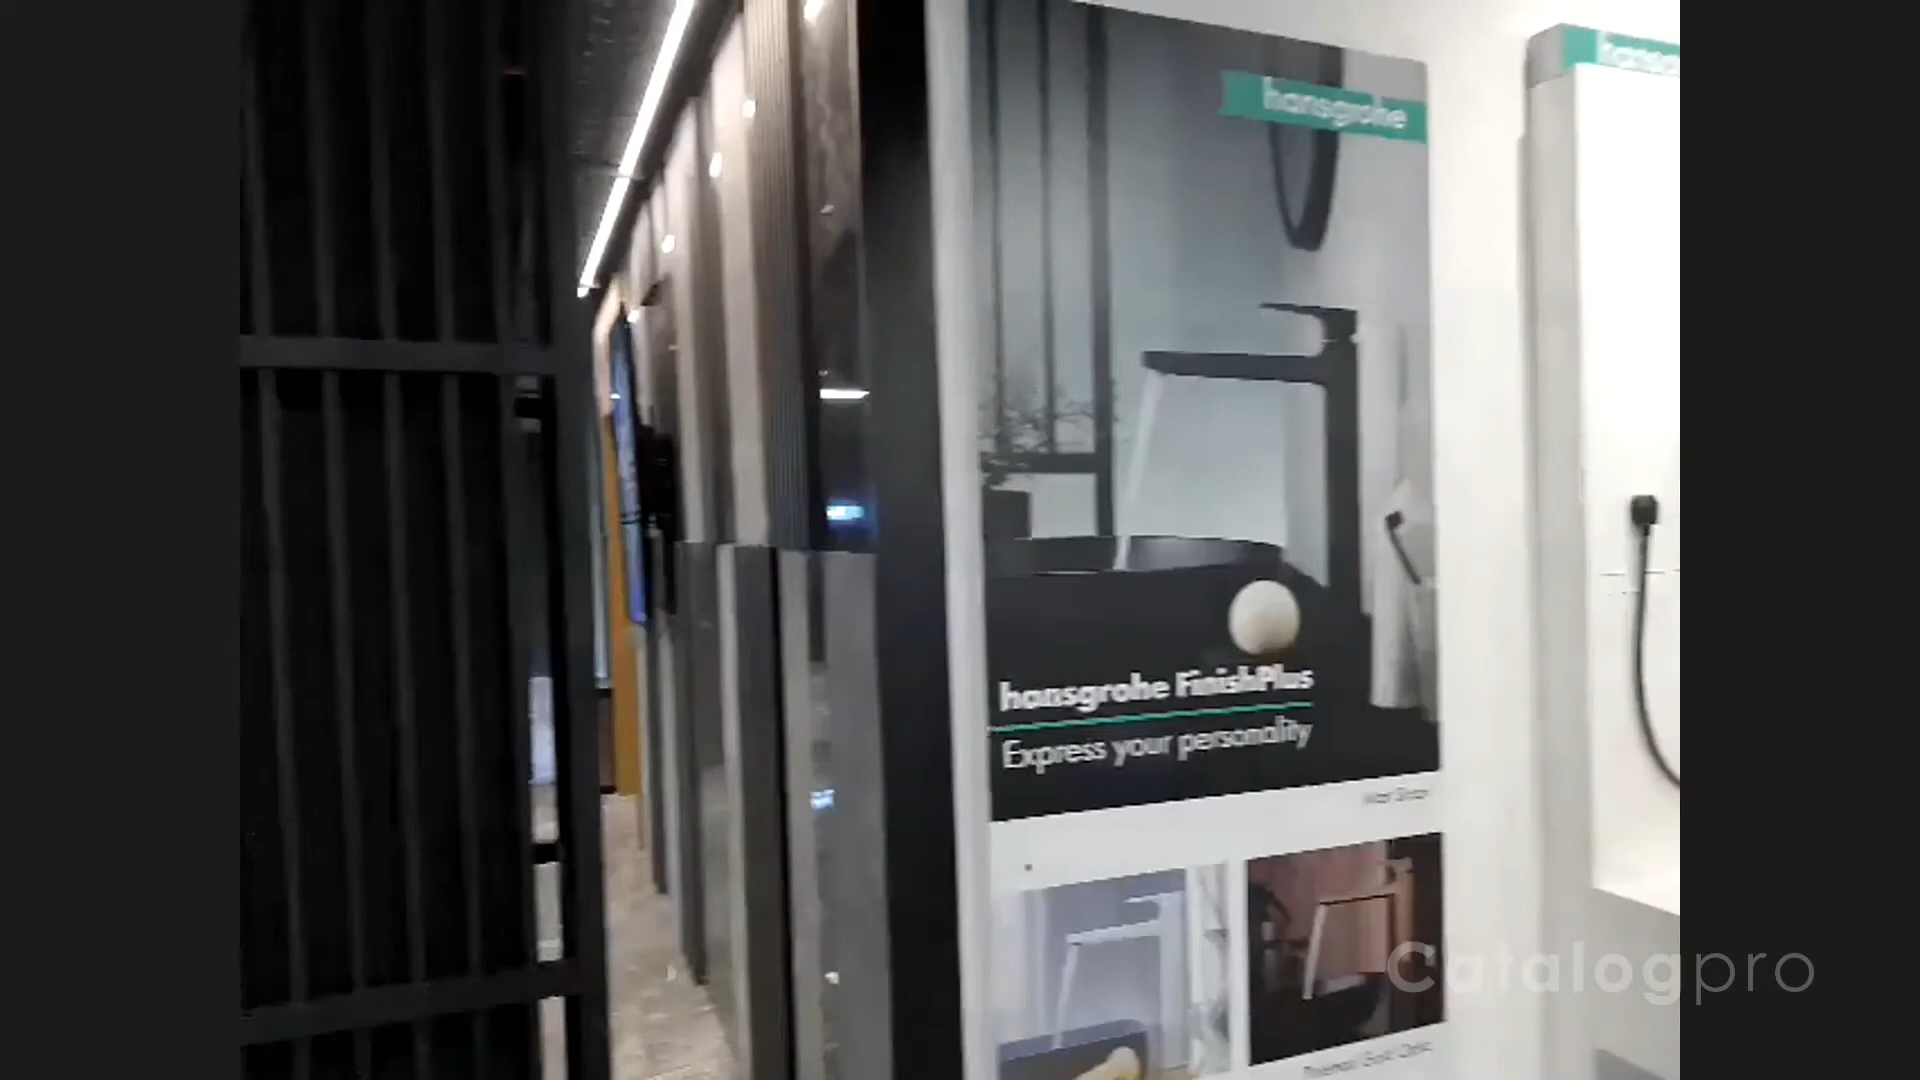 hansgrohe
hansgrohe FinishPlus
Express your personality
Catalogpro